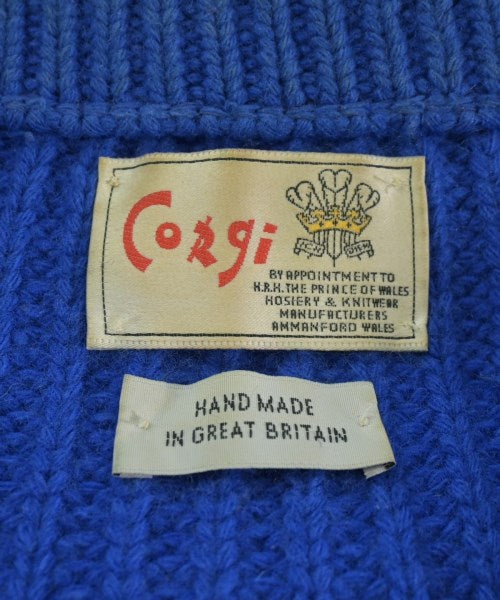 Corgi
BY APPOINTMENT TO
H.R.H. THE PRINCE OF WALES
HOSIERY & KNITWEAR
MANUFACTURERS
AMMANFORD WALES
HAND MADE
IN GREAT BRITAIN